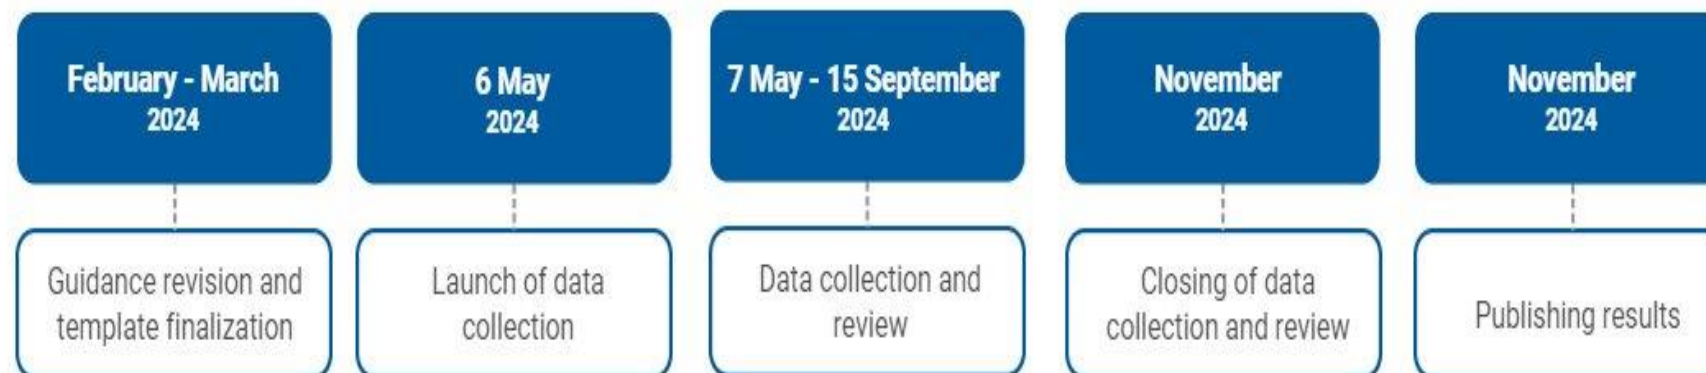 February - March
2024
Guidance revision and
template finalization
6 May
2024
Launch of data
collection
7 May - 15 September
2024
Data collection and
review
November
2024
Closing of data
collection and review
November
2024
Publishing results